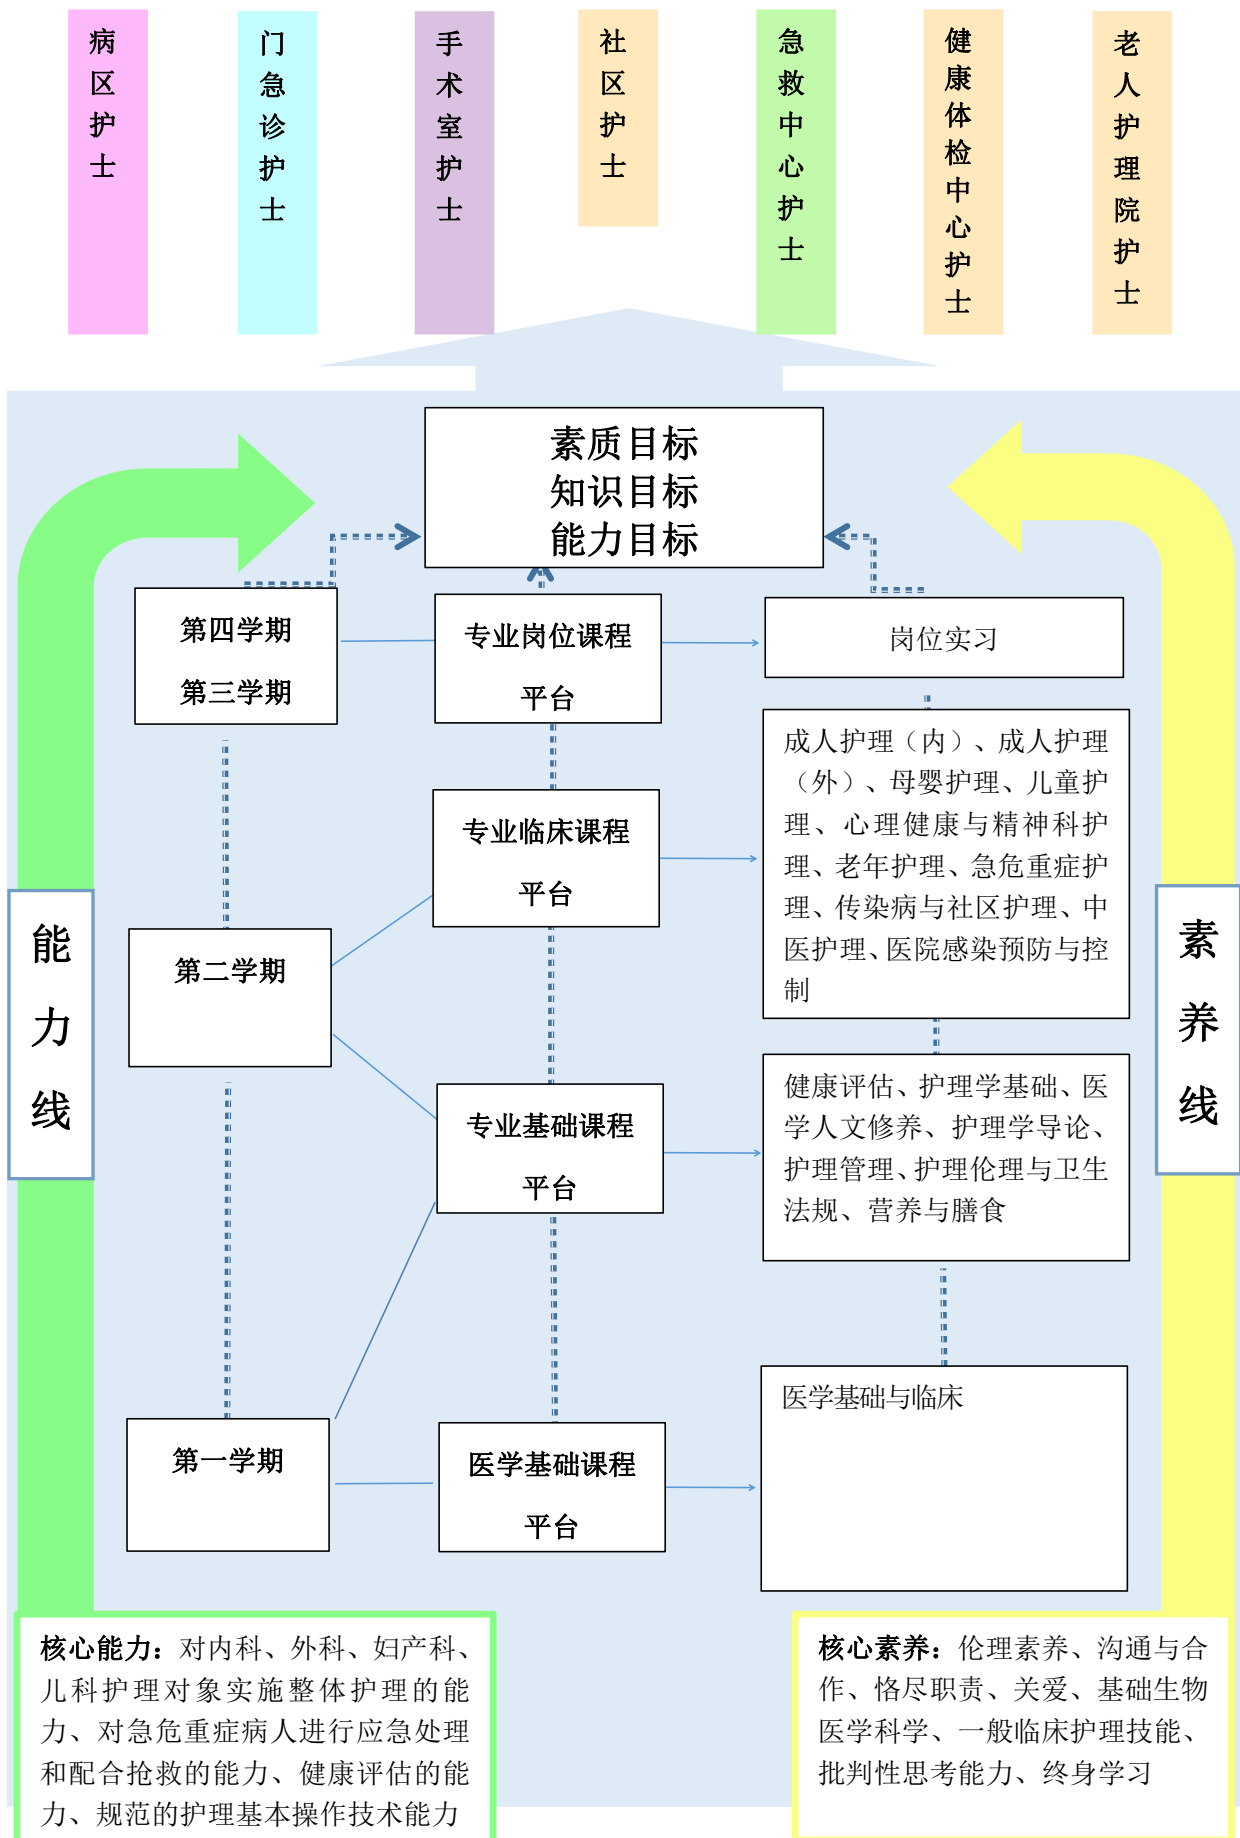 病区护士
门急诊护士
手术室护士
社区护士
急救中心护士
健康体检中心护士
老人护理院护士
素质目标
知识目标
能力目标
第四学期
第三学期
专业岗位课程
平台
岗位实习
成人护理（内）、成人护理
（外）、母婴护理、儿童护
理、心理健康与精神科护
理、老年护理、急危重症护
理、传染病与社区护理、中
医护理、医院感染预防与控
制
专业临床课程
平台
能力线
素养线
第二学期
健康评估、护理学基础、医
学人文修养、护理学导论、
护理管理、护理伦理与卫生
法规、营养与膳食
专业基础课程
平台
医学基础与临床
第一学期
医学基础课程
平台
核心能力：对内科、外科、妇产科、
儿科护理对象实施整体护理的能
力、对急危重症病人进行应急处理
和配合抢救的能力、健康评估的能
力、规范的护理基本操作技术能力
核心素养：伦理素养、沟通与合
作、恪尽职责、关爱、基础生物
医学科学、一般临床护理技能、
批判性思考能力、终身学习